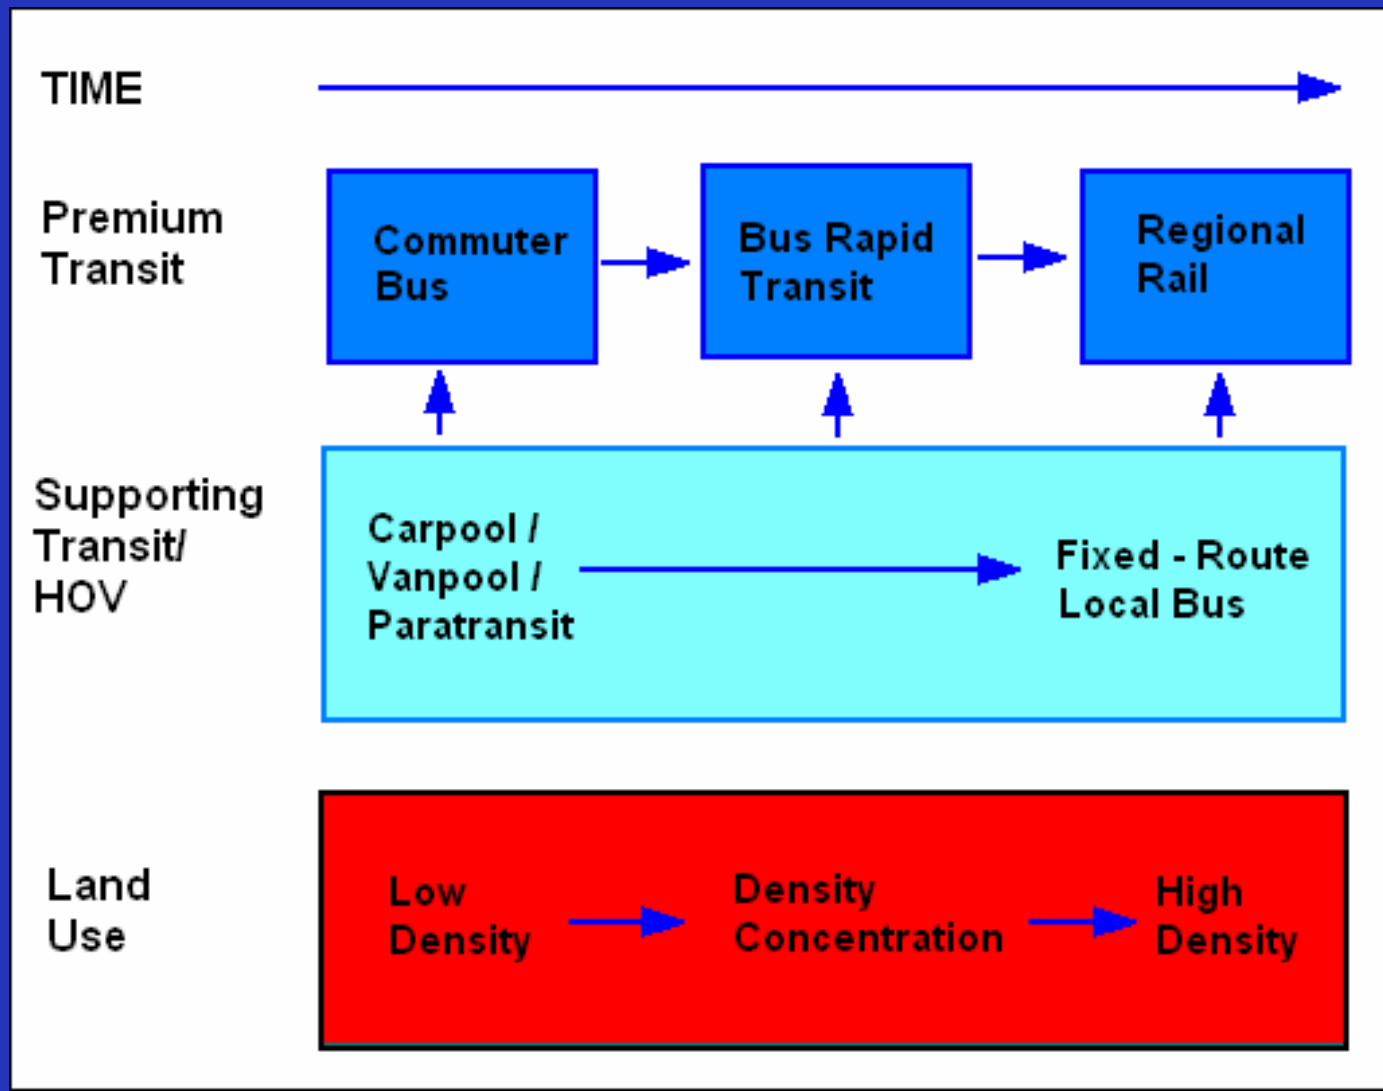 TIME
Premium
Transit
Commuter
Bus
Bus Rapid
Transit
Regional
Rail
Supporting
Transit/
HOV
Carpool /
Vanpool /
Paratransit
Fixed - Route
Local Bus
Land
Use
Low
Density
Density
Concentration
High
Density